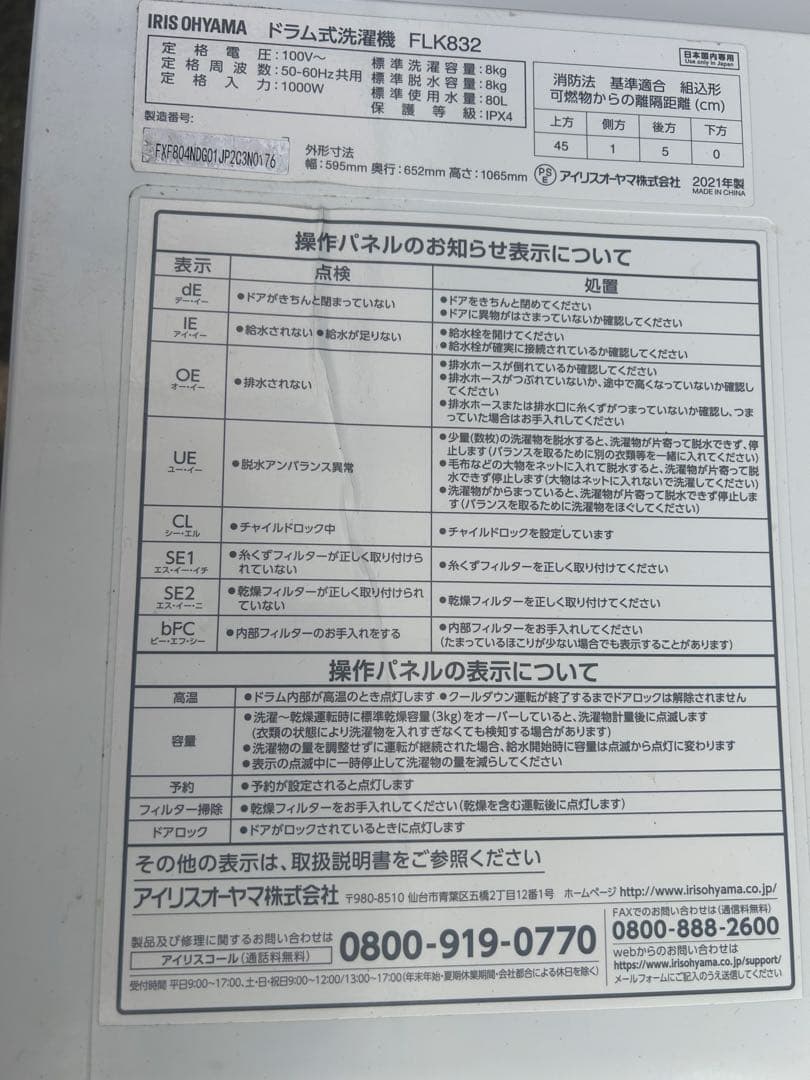 IRIS OHYAMA ドラム式洗濯機 FLK832
日本国内専用
Use only in Japan
定格電圧:100V～
定格周波数:50-60Hz共用
定格入力:1000W
標準洗濯容量:8kg
標準脱水容量:8kg
標準使用水量:80L
保護等級:IPX4
消防法 基準適合 組込形
可燃物からの離隔距離(cm)
上方 側方 後方 下方
45 1 5 0
製造番号:
FXF804NDG01JP2C3N0176
外形寸法
幅:595mm 奥行:652mm 高さ:1065mm
PSE アイリスオーヤマ株式会社 2021年製
MADE IN CHINA
操作パネルのお知らせ表示について
表示 点検 処置
dE
デー・イー
●ドアがきちんと閉まっていない
●ドアをきちんと閉めてください
●ドアに異物がはさまっていないか確認してください
IE
アイ・イー
●給水されない ●給水が足りない
●給水栓を開けてください
●給水栓が確実に接続されているか確認してください
OE
オー・イー
●排水されない
●排水ホースが倒れているか確認してください
●排水ホースがつぶれていないか、途中で高くなっていないか確認し
てください
●排水ホースまたは排水口に糸くずがつまっていないか確認し、つま
っていた場合はお手入れしてください
UE
ユー・イー
●脱水アンバランス異常
●少量(数枚)の洗濯物を脱水すると、洗濯物が片寄って脱水できず、停
止します(バランスを取るために別の衣類等を一緒に入れてください)
●毛布などの大物をネットに入れて脱水すると、洗濯物が片寄って脱
水できず停止します(大物はネットに入れないで洗濯してください)
●洗濯物がからまっていると、洗濯物が片寄って脱水できず停止しま
す(バランスを取るために洗濯物をほぐしてください)
CL
シー・エル
●チャイルドロック中
●チャイルドロックを設定しています
SE1
エス・イー・イチ
●糸くずフィルターが正しく取り付けら
れていない
●糸くずフィルターを正しく取り付けてください
SE2
エス・イー・ニ
●乾燥フィルターが正しく取り付けられ
ていない
●乾燥フィルターを正しく取り付けてください
bFC
ビー・エフ・シー
●内部フィルターのお手入れをする
●内部フィルターをお手入れしてください
(たまっているほこりが少ない場合でも表示することがあります)
操作パネルの表示について
高温 ●ドラム内部が高温のとき点灯します ●クールダウン運転が終了するまでドアロックは解除されません
容量
●洗濯～乾燥運転時に標準乾燥容量(3kg)をオーバーしていると、洗濯物計量後に点滅します
(衣類の状態により洗濯物を入れすぎなくても検知する場合があります)
●洗濯物の量を調整せずに運転が継続された場合、給水開始時に容量は点滅から点灯に変わります
●表示の点滅中に一時停止して洗濯物の量を減らしてください
予約 ●予約が設定されると点灯します
フィルター掃除 ●乾燥フィルターをお手入れしてください(乾燥を含む運転後に点灯します)
ドアロック ●ドアがロックされているときに点灯します
その他の表示は、取扱説明書をご参照ください
アイリスオーヤマ株式会社 〒980-8510 仙台市青葉区五橋2丁目12番1号 ホームページ http://www.irisohyama.co.jp/
製品及び修理に関するお問い合わせは
アイリスコール(通話料無料)
0800-919-0770
受付時間 平日9:00～17:00、土・日・祝日9:00～12:00/13:00～17:00(年末年始・夏期休業期間・会社都合による休日を除く)
FAXでのお問い合わせは(通信料無料)
0800-888-2600
webからのお問い合わせは
https://www.irisohyama.co.jp/support/
メールフォームにご記入のうえ送信してください